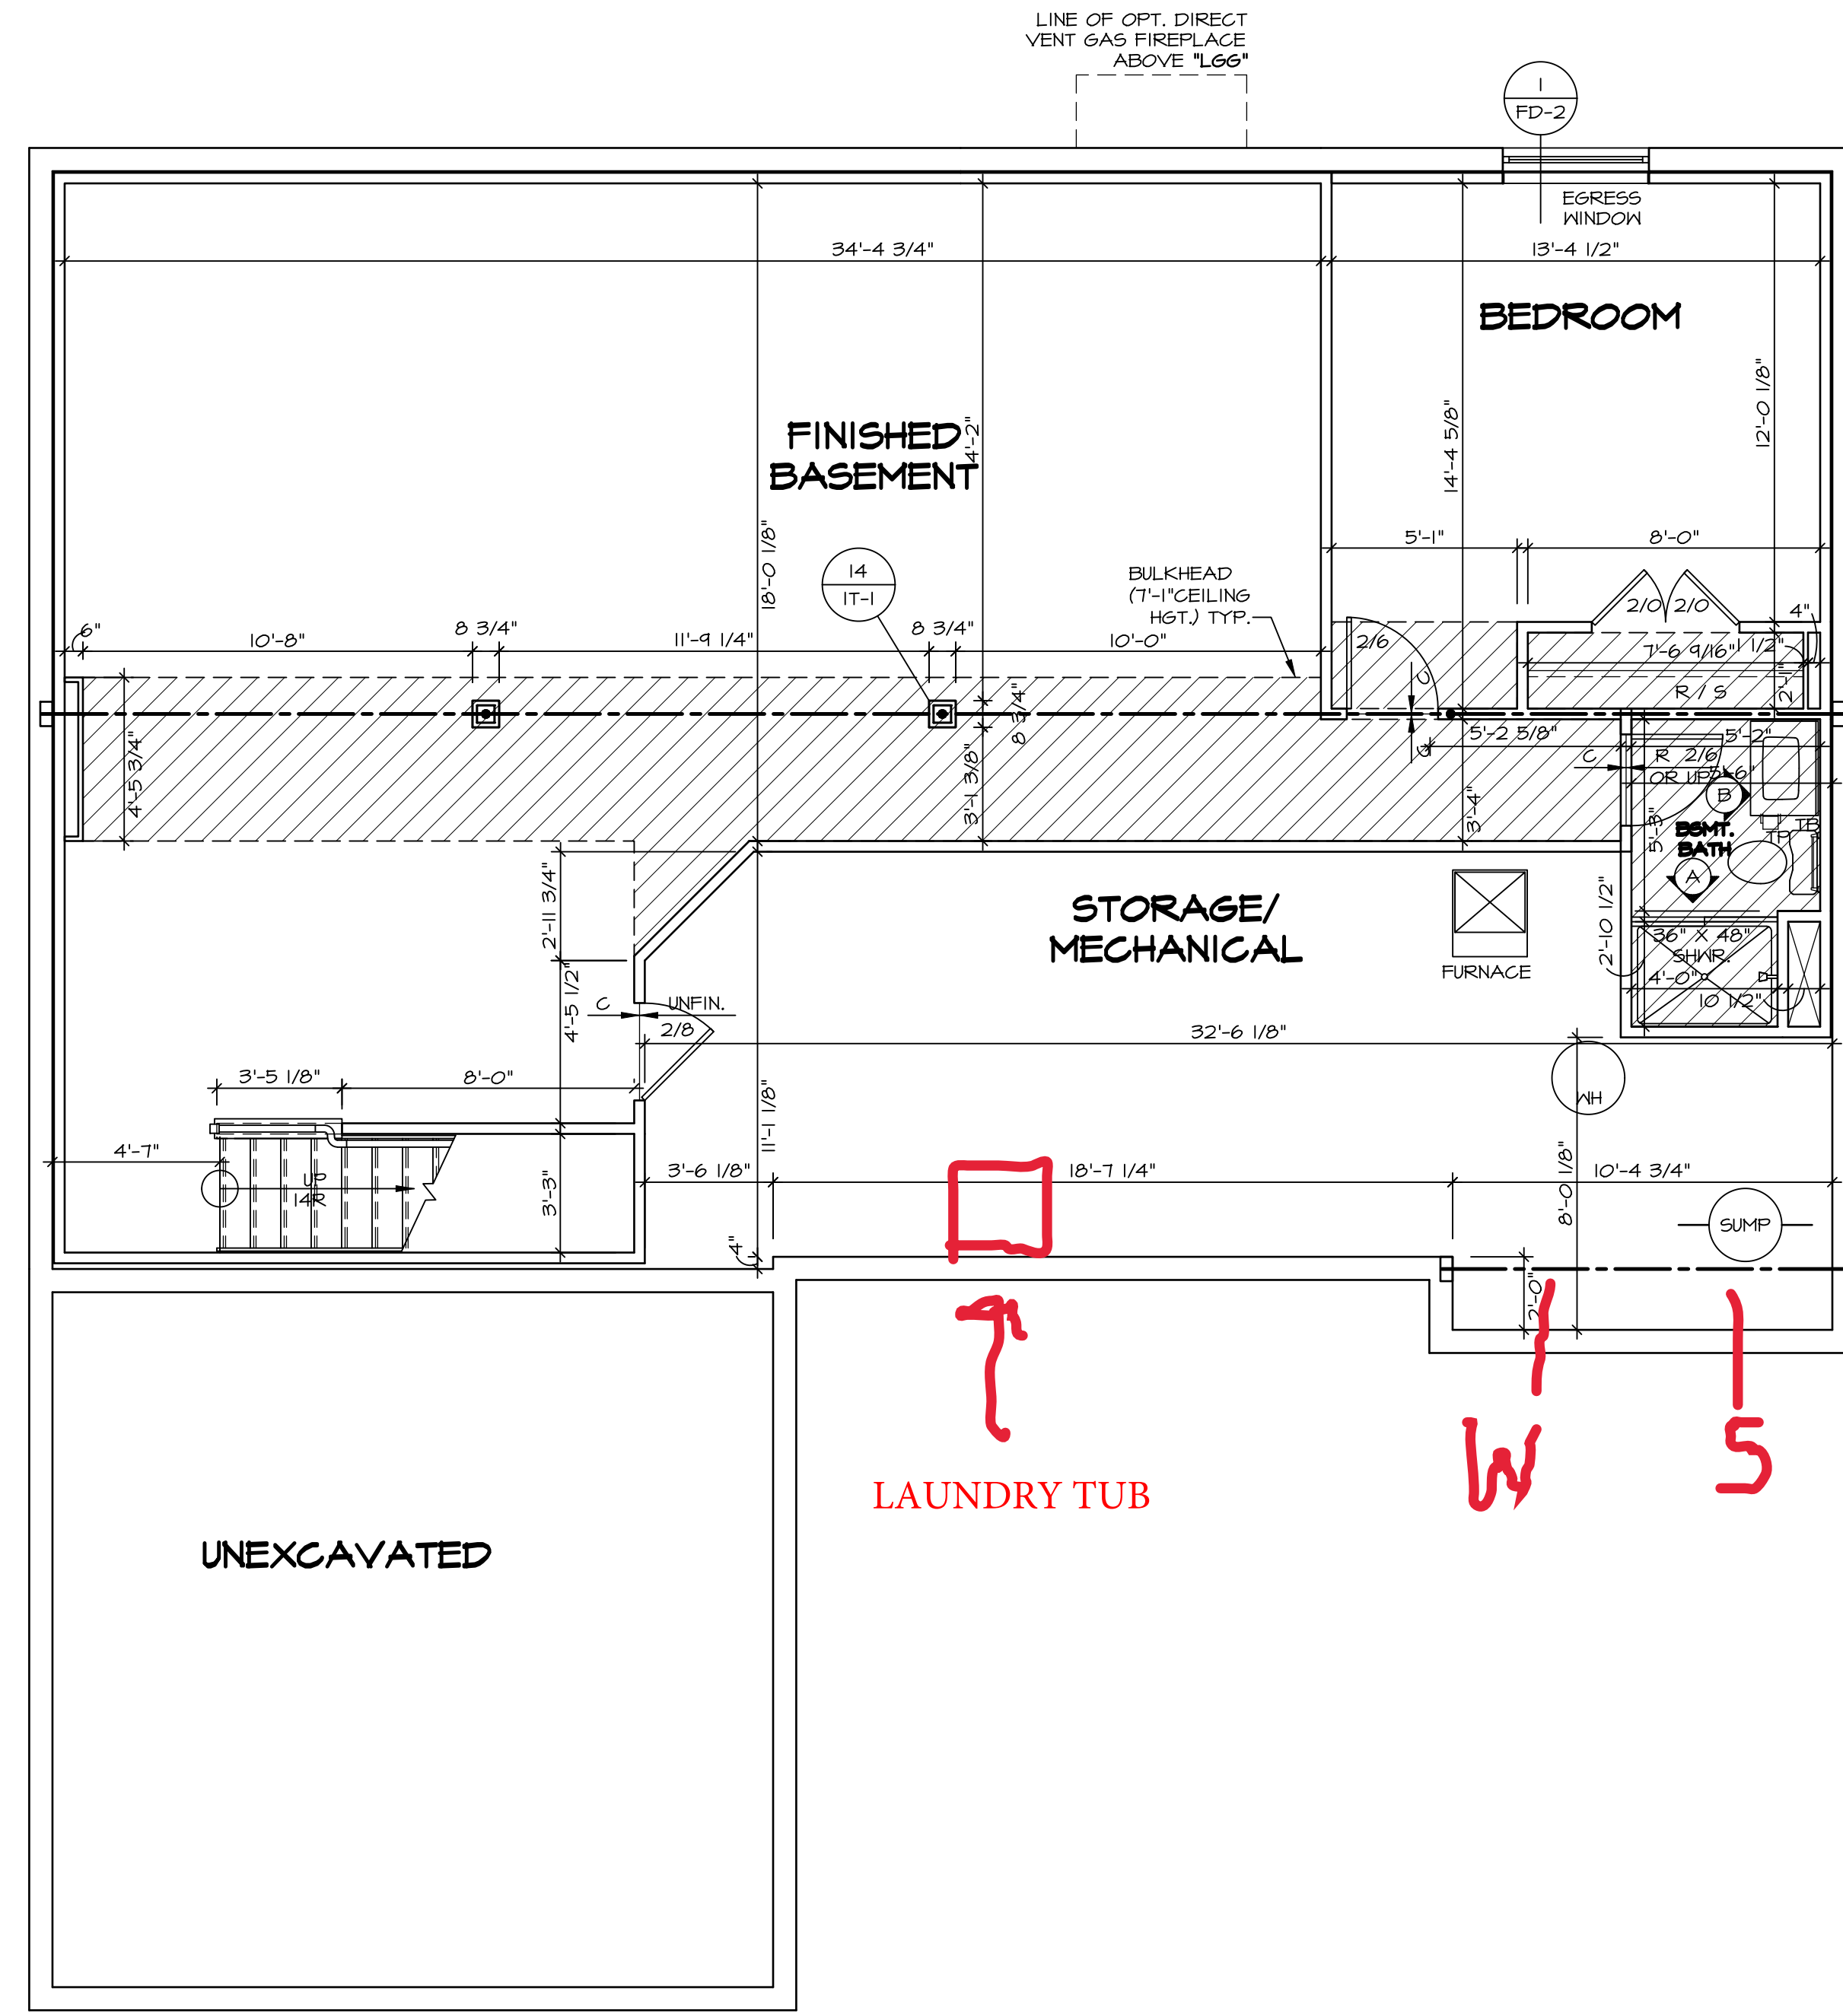 LINE OF OPT. DIRECT
VENT GAS FIREPLACE
ABOVE "LGG"
1
FD-2
EGRESS
WINDOW
34'-4 3/4"
13'-4 1/2"
BEDROOM
FINISHED
BASEMENT
4'-2"
14'-4 5/8"
12'-0 1/8"
18'-0 1/8"
5'-1"
8'-0"
14
1T-1
BULKHEAD
(7'-1"CEILING
HGT.) TYP.
2/0 2/0
4"
6"
10'-8"
8 3/4"
11'-9 1/4"
8 3/4"
10'-0"
2/6
7'-6 9/16"
1 1/2"
C
R / S
2'-1"
8 3/4"
4'-5 3/4"
3'-1 3/8"
C
5'-2 5/8"
5'-2"
C
R 2/6
OR UP
5'-6"
B
3'-4"
5'-3"
BSMT.
BATH
TP
TB
A
2'-11 3/4"
STORAGE/
MECHANICAL
FURNACE
2'-10 1/2"
36" X 48"
SHWR.
4'-0"
10 1/2"
4'-5 1/2"
C
UNFIN.
2/8
32'-6 1/8"
WH
3'-5 1/8"
8'-0"
11'-1 1/8"
4'-7"
UP
14R
3'-3"
3'-6 1/8"
18'-7 1/4"
8'-0 1/8"
10'-4 3/4"
SUMP
4"
2'-0"
W
S
LAUNDRY TUB
UNEXCAVATED